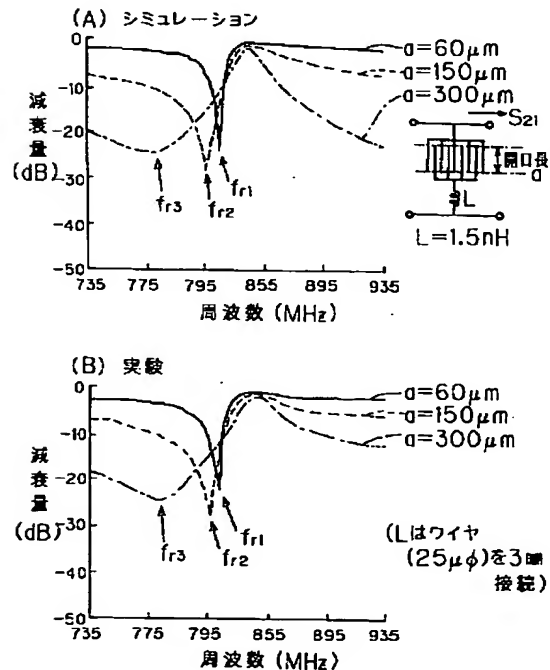 (A) シミュレーション
0
-10
-20
-30
-40
-50
減衰量
(dB)
a=60μm
a=150μm
a=300μm
S21
開口長
a
L
L=1.5nH
fr3
fr2
fr1
735
775
795
855
895
935
周波数 (MHz)
(B) 実験
0
-10
-20
-30
-40
-50
減衰量
(dB)
a=60μm
a=150μm
a=300μm
fr3
fr2
fr1
(Lはワイヤ
(25μφ)を3
接続)
735
775
795
855
895
935
周波数 (MHz)